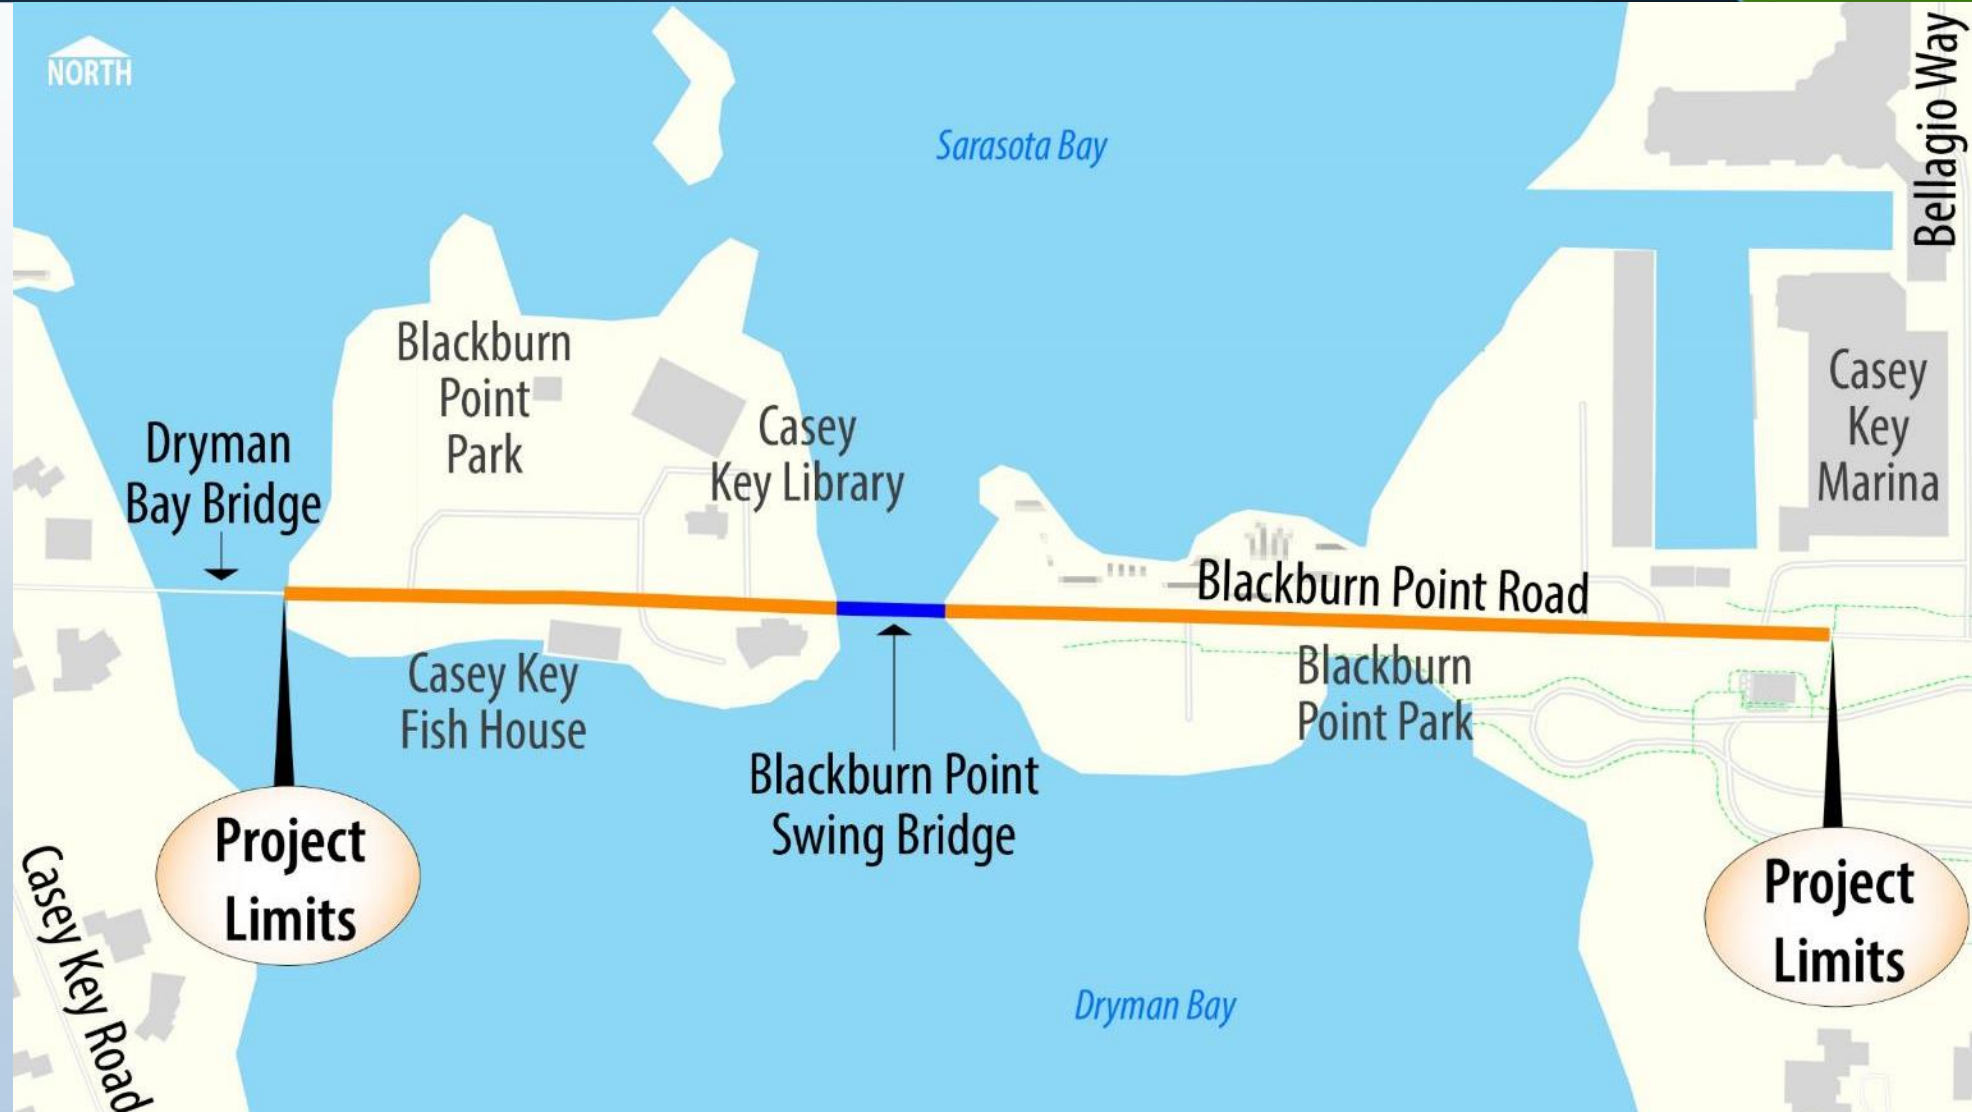 NORTH
Sarasota Bay
Bellagio Way
Blackburn
Point
Park
Casey
Key
Marina
Casey
Key Library
Dryman
Bay Bridge
Blackburn Point Road
Casey Key
Fish House
Blackburn
Point Park
Blackburn Point
Swing Bridge
Project
Limits
Project
Limits
Casey Key Road
Dryman Bay